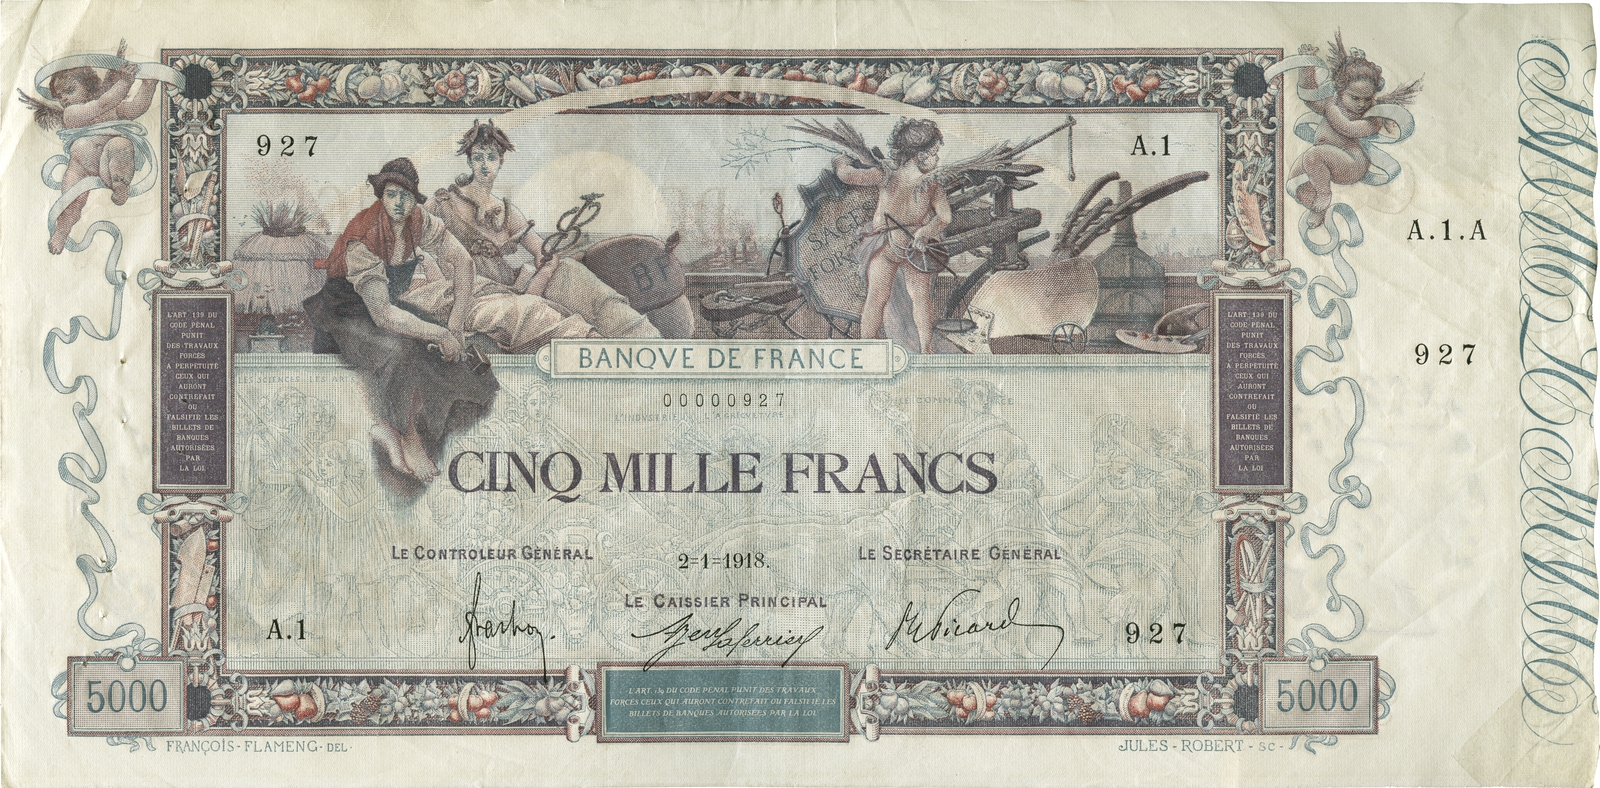 927
A.1
SAGESSE
FORTUNE
BF
A.1.A
927
L'ART 139 DU
CODE PÉNAL
PUNIT
DES TRAVAUX
FORCÉS
A PERPÉTUITÉ
CEUX QUI
AURONT
CONTREFAIT
OU
FALSIFIÉ LES
BILLETS DE
BANQUES
AUTORISÉES
PAR
LA LOI
L'ART 139 DU
CODE PÉNAL
PUNIT
DES TRAVAUX
FORCÉS
A PERPÉTUITÉ
CEUX QUI
AURONT
CONTREFAIT
OU
FALSIFIÉ LES
BILLETS DE
BANQUES
AUTORISÉES
PAR
LA LOI
BANQVE DE FRANCE
00000927
CINQ MILLE FRANCS
LE CONTROLEUR GÉNÉRAL
2=1=1918.
LE SECRÉTAIRE GÉNÉRAL
LE CAISSIER PRINCIPAL
A.1
927
5000
L'ART 139 DU CODE PÉNAL PUNIT DES TRAVAUX
FORCÉS CEUX QUI AURONT CONTREFAIT OU FALSIFIÉ LES
BILLETS DE BANQUES AUTORISÉES PAR LA LOI
5000
FRANÇOIS-FLAMENG-DEL-
JULES-ROBERT-SC-